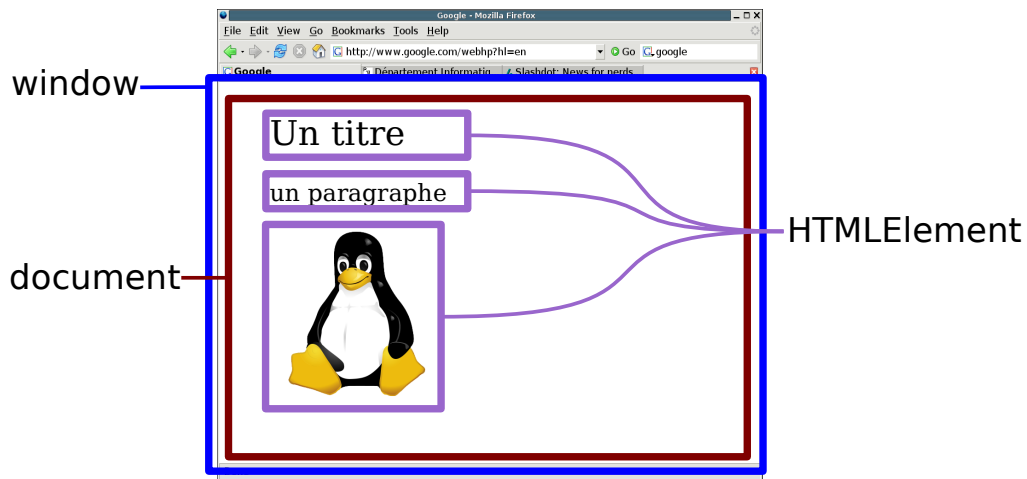 Google - Mozilla Firefox
File Edit View Go Bookmarks Tools Help
http://www.google.com/webhp?hl=en Go google
Google Département Informatiq Slashdot: News for nerds
window
Un titre
un paragraphe
HTMLElement
document